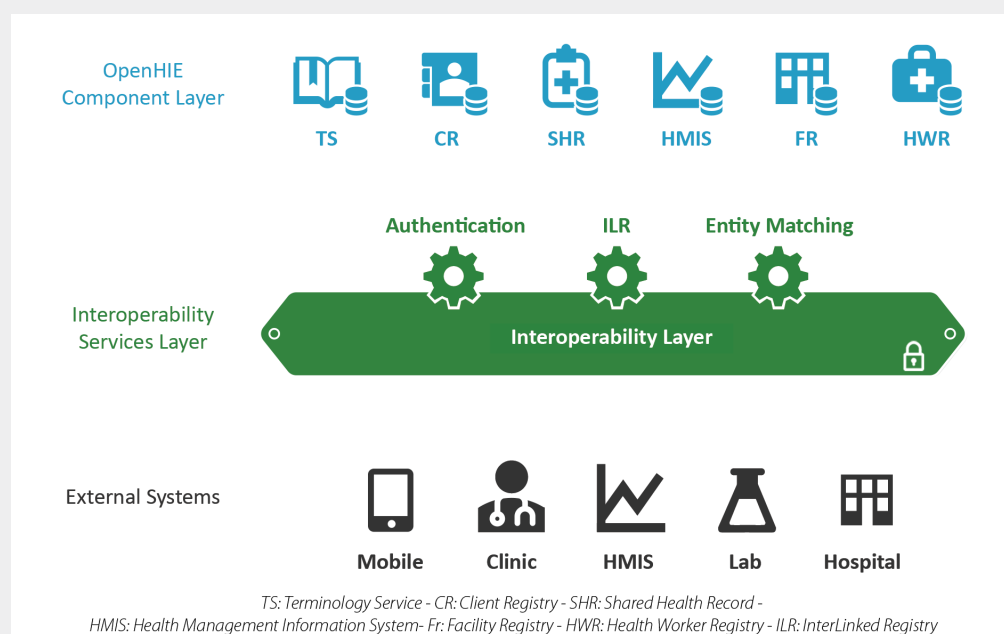 OpenHIE
Component Layer
TS
CR
SHR
HMIS
FR
HWR
Authentication
ILR
Entity Matching
Interoperability
Services Layer
Interoperability Layer
External Systems
Mobile
Clinic
HMIS
Lab
Hospital
TS: Terminology Service - CR: Client Registry - SHR: Shared Health Record -
HMIS: Health Management Information System- Fr: Facility Registry - HWR: Health Worker Registry - ILR: InterLinked Registry